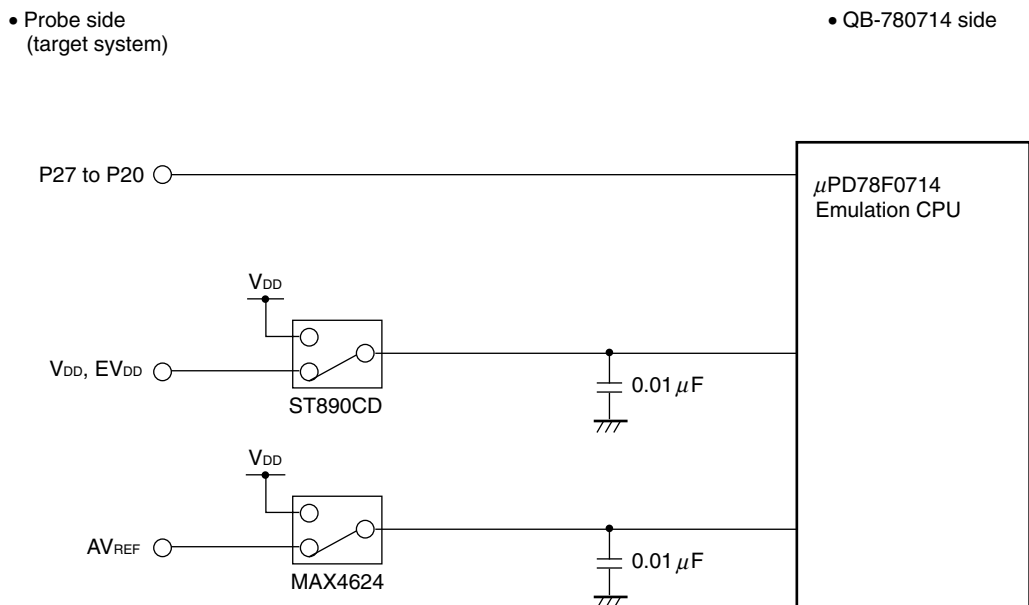 • Probe side
(target system)
• QB-780714 side
P27 to P20
μPD78F0714
Emulation CPU
VDD
VDD, EVDD
ST890CD
0.01 μF
VDD
AVREF
MAX4624
0.01 μF